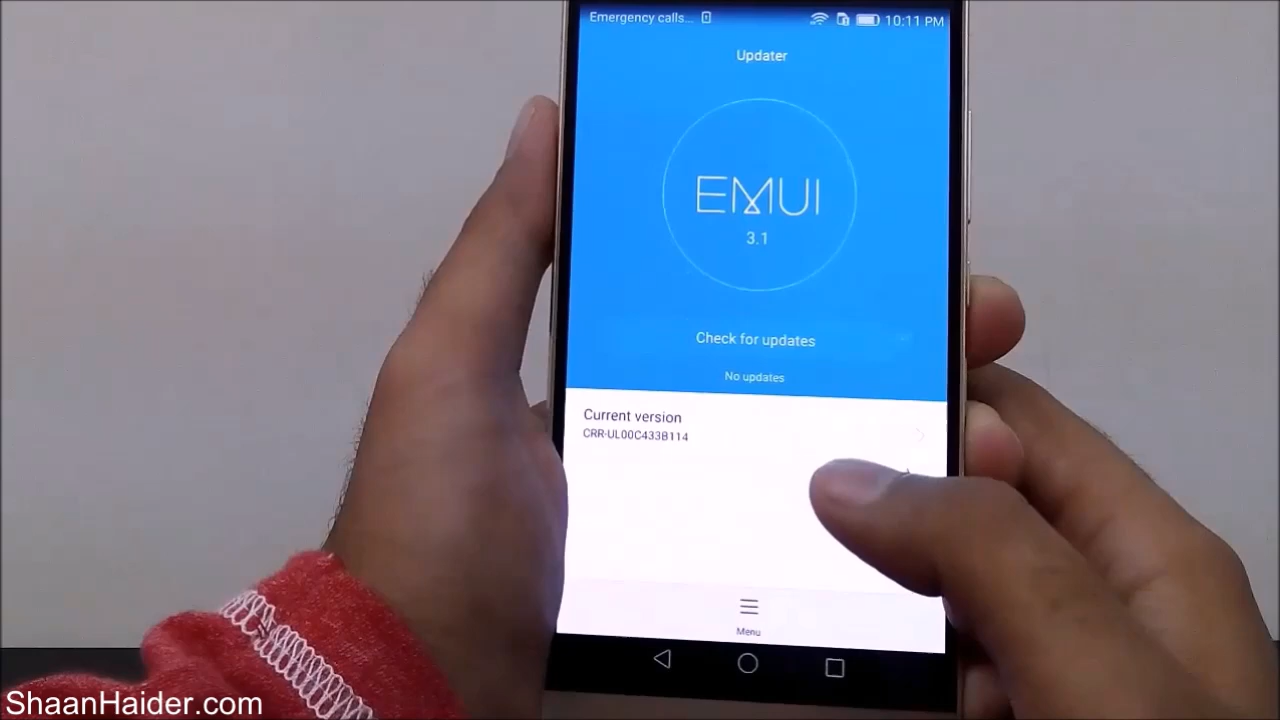 Emergency calls...
10:11 PM
Updater
EMUI
3.1
Check for updates
No updates
Current version
CRR-UL00C433B114
Menu
ShaanHaider.com